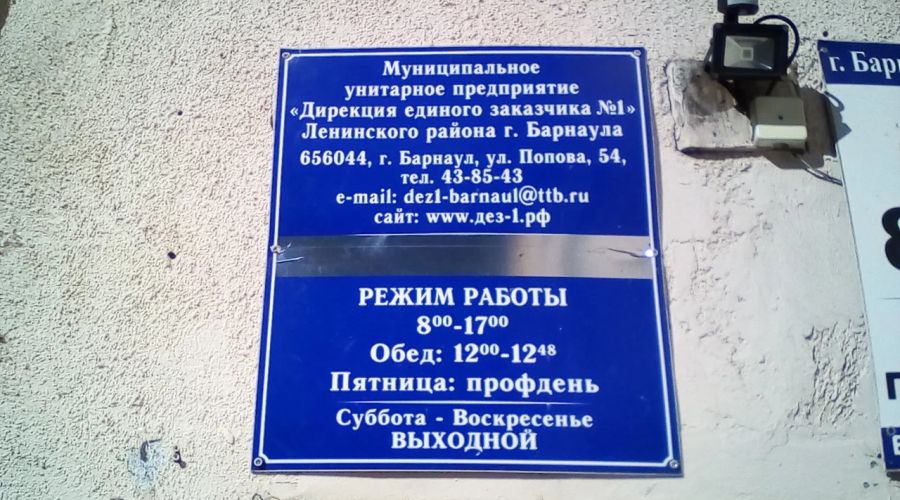 Муниципальное
унитарное предприятие
«Дирекция единого заказчика №1»
Ленинского района г. Барнаула
656044, г. Барнаул, ул. Попова, 54,
тел. 43-85-43
e-mail: dez1-barnaul@ttb.ru
сайт: www.дез-1.рф
РЕЖИМ РАБОТЫ
8⁰⁰-17⁰⁰
Обед: 12⁰⁰-12⁴⁸
Пятница: профдень
Суббота - Воскресенье
ВЫХОДНОЙ
г.